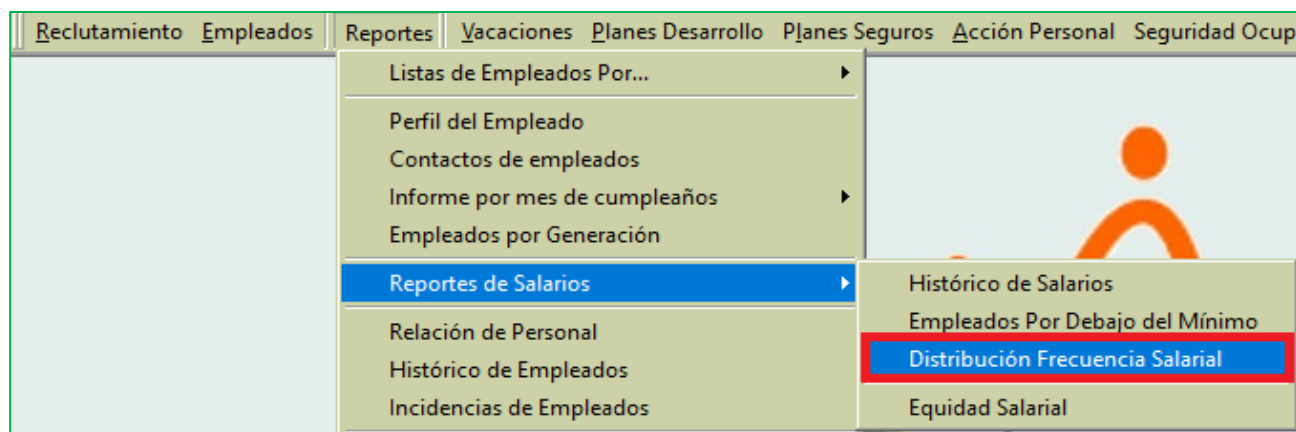 Reclutamiento Empleados Reportes Vacaciones Planes Desarrollo Planes Seguros Acción Personal Seguridad Ocup
Listas de Empleados Por...
Perfil del Empleado
Contactos de empleados
Informe por mes de cumpleaños
Empleados por Generación
Reportes de Salarios
Relación de Personal
Histórico de Empleados
Incidencias de Empleados
Histórico de Salarios
Empleados Por Debajo del Mínimo
Distribución Frecuencia Salarial
Equidad Salarial